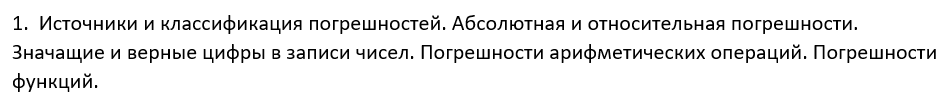 1. Источники и классификация погрешностей. Абсолютная и относительная погрешности.
Значащие и верные цифры в записи чисел. Погрешности арифметических операций. Погрешности
функций.